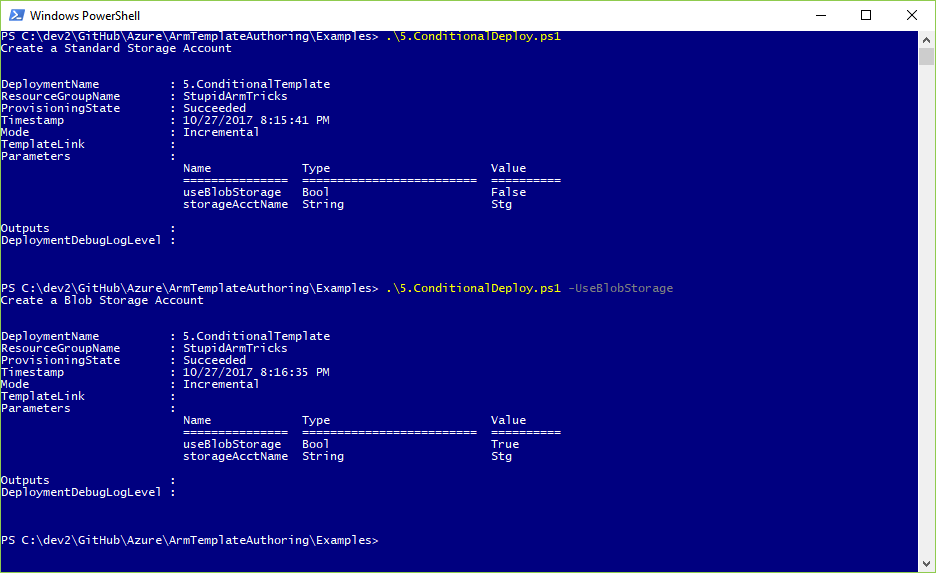 Windows PowerShell
PS C:\dev2\GitHub\Azure\ArmTemplateAuthoring\Examples> .\5.ConditionalDeploy.ps1
Create a Standard Storage Account
DeploymentName          : 5.ConditionalTemplate
ResourceGroupName       : StupidArmTricks
ProvisioningState       : Succeeded
Timestamp               : 10/27/2017 8:15:41 PM
Mode                    : Incremental
TemplateLink            :
Parameters              :
                          Name             Type                       Value
                          ===============  =========================  ==========
                          useBlobStorage   Bool                       False
                          storageAcctName  String                     Stg
Outputs                 :
DeploymentDebugLogLevel :
PS C:\dev2\GitHub\Azure\ArmTemplateAuthoring\Examples> .\5.ConditionalDeploy.ps1 -UseBlobStorage
Create a Blob Storage Account
DeploymentName          : 5.ConditionalTemplate
ResourceGroupName       : StupidArmTricks
ProvisioningState       : Succeeded
Timestamp               : 10/27/2017 8:16:35 PM
Mode                    : Incremental
TemplateLink            :
Parameters              :
                          Name             Type                       Value
                          ===============  =========================  ==========
                          useBlobStorage   Bool                       True
                          storageAcctName  String                     Stg
Outputs                 :
DeploymentDebugLogLevel :
PS C:\dev2\GitHub\Azure\ArmTemplateAuthoring\Examples>